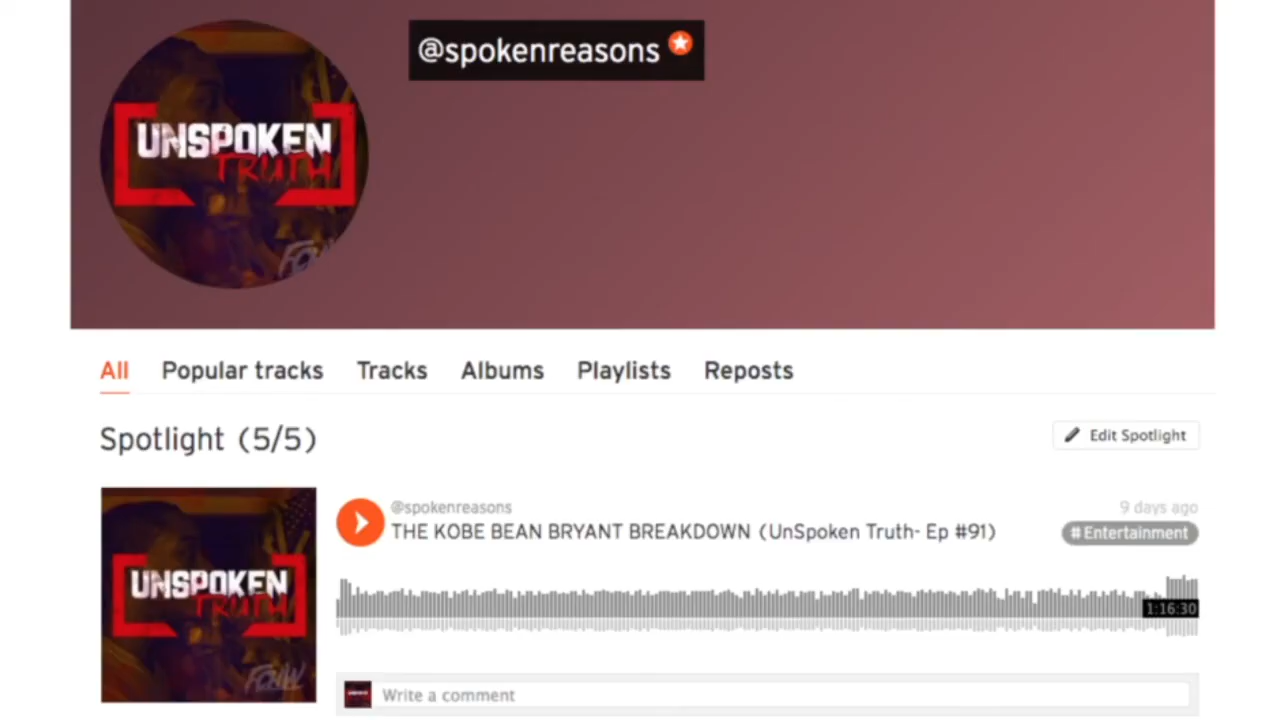 @spokenreasons
UNSPOKEN
TRUTH
All Popular tracks Tracks Albums Playlists Reposts
Spotlight (5/5)
Edit Spotlight
@spokenreasons
9 days ago
THE KOBE BEAN BRYANT BREAKDOWN (UnSpoken Truth- Ep #91)
# Entertainment
UNSPOKEN
TRUTH
1:16:30
Write a comment